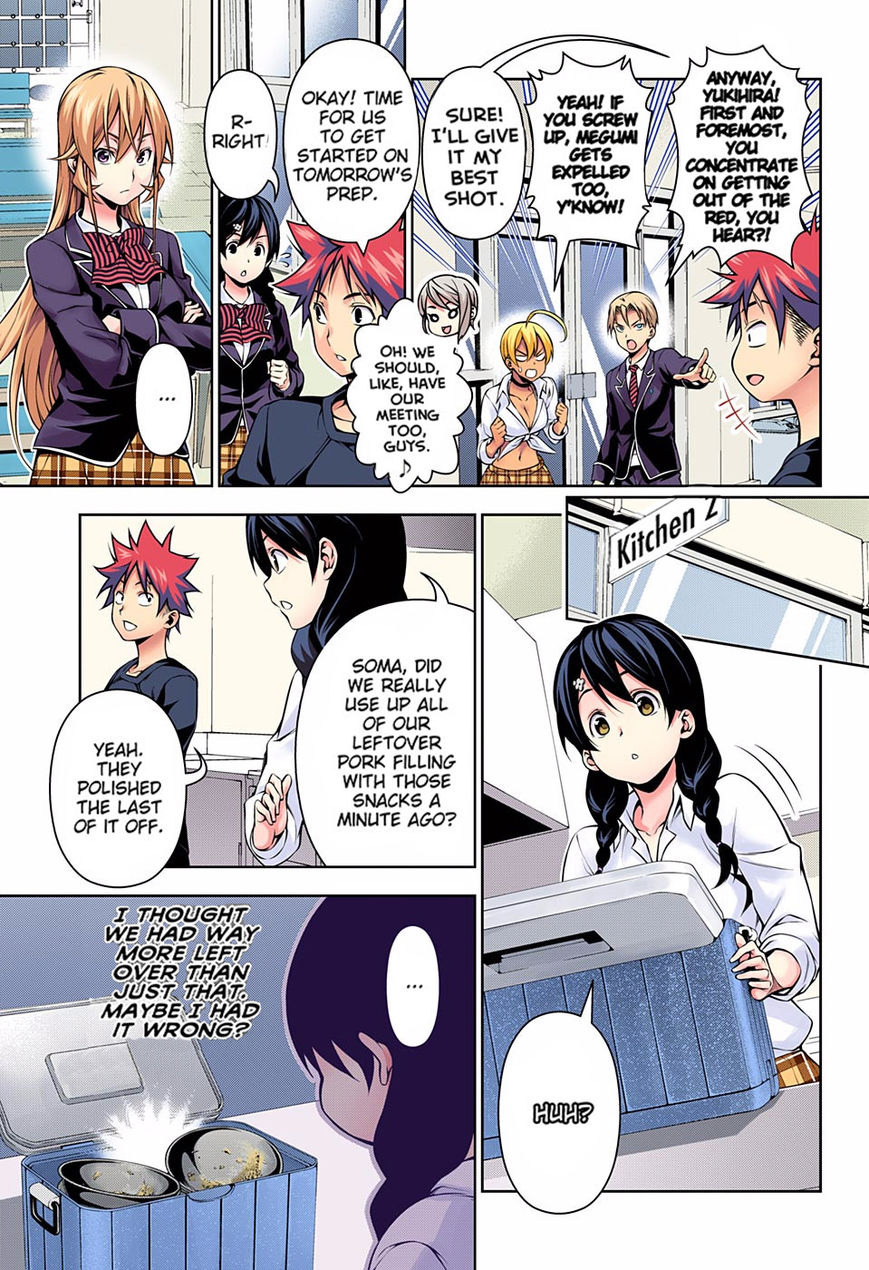 ANYWAY,
YUKIHIRA!
FIRST AND
FOREMOST,
YOU
CONCENTRATE
ON GETTING
OUT OF THE
RED, YOU
HEAR?!
YEAH! IF
YOU SCREW
UP, MEGUMI
GETS
EXPELLED
TOO,
Y'KNOW!
SURE!
I'LL GIVE
IT MY
BEST
SHOT.
OH! WE
SHOULD,
LIKE, HAVE
OUR
MEETING
TOO,
GUYS.
♪
OKAY! TIME
FOR US
TO GET
STARTED ON
TOMORROW'S
PREP.
R-
RIGHT!
...
Kitchen 2
HUH?
SOMA, DID
WE REALLY
USE UP ALL
OF OUR
LEFTOVER
PORK FILLING
WITH THOSE
SNACKS A
MINUTE AGO?
YEAH.
THEY
POLISHED
THE LAST
OF IT OFF.
...
I THOUGHT
WE HAD WAY
MORE LEFT
OVER THAN
JUST THAT.
MAYBE I HAD
IT WRONG?